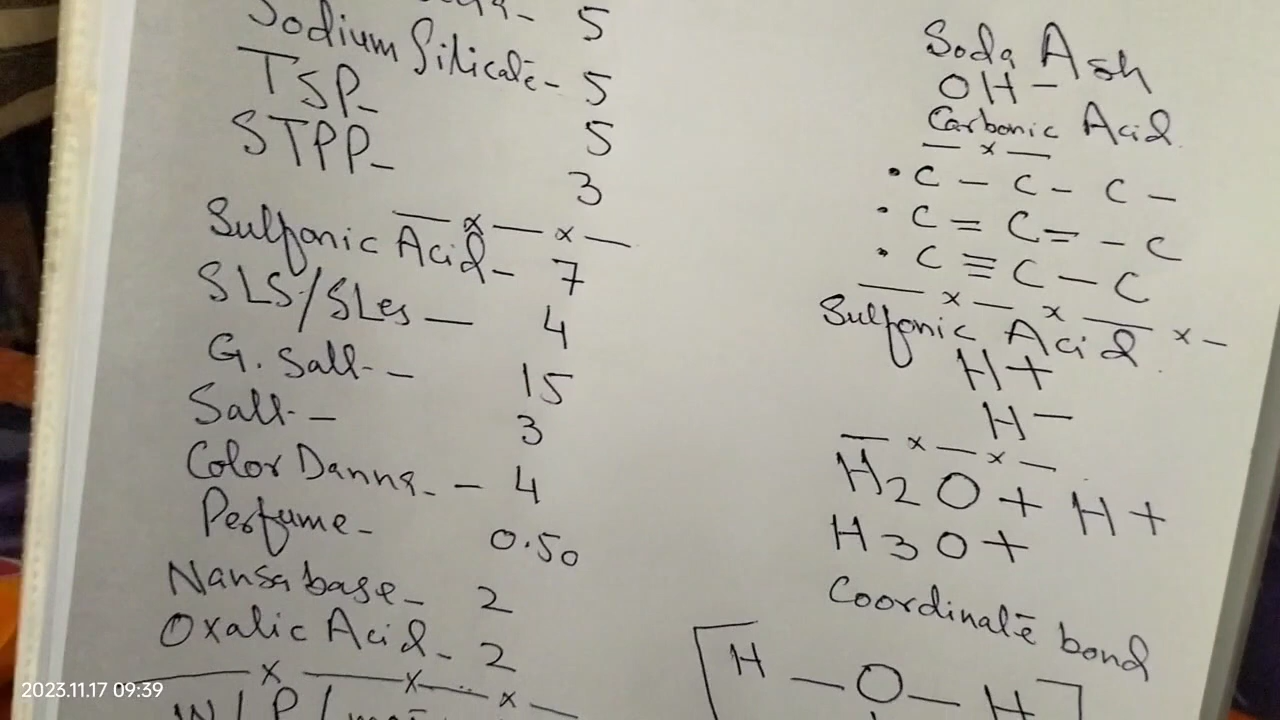 5
Sodium Silicate - 5
TSP - 5
STPP - 3
— x — x —
Sulfonic Acid - 7
SLS/SLes — 4
G. Salt - - 15
Salt - — 3
Color Danna - — 4
Perfume - 0.50
Nansa base - 2
Oxalic Acid - 2
— x — x — x —
Soda Ash
OH -
Carbonic Acid
— x —
• C - C - C -
• C = C = - C
• C ≡ C - C
— x — x — x -
Sulfonic Acid
H+
H-
— x — x —
H2O + H+
H3O+
Coordinate bond
H — O — H
2023.11.17 09:39